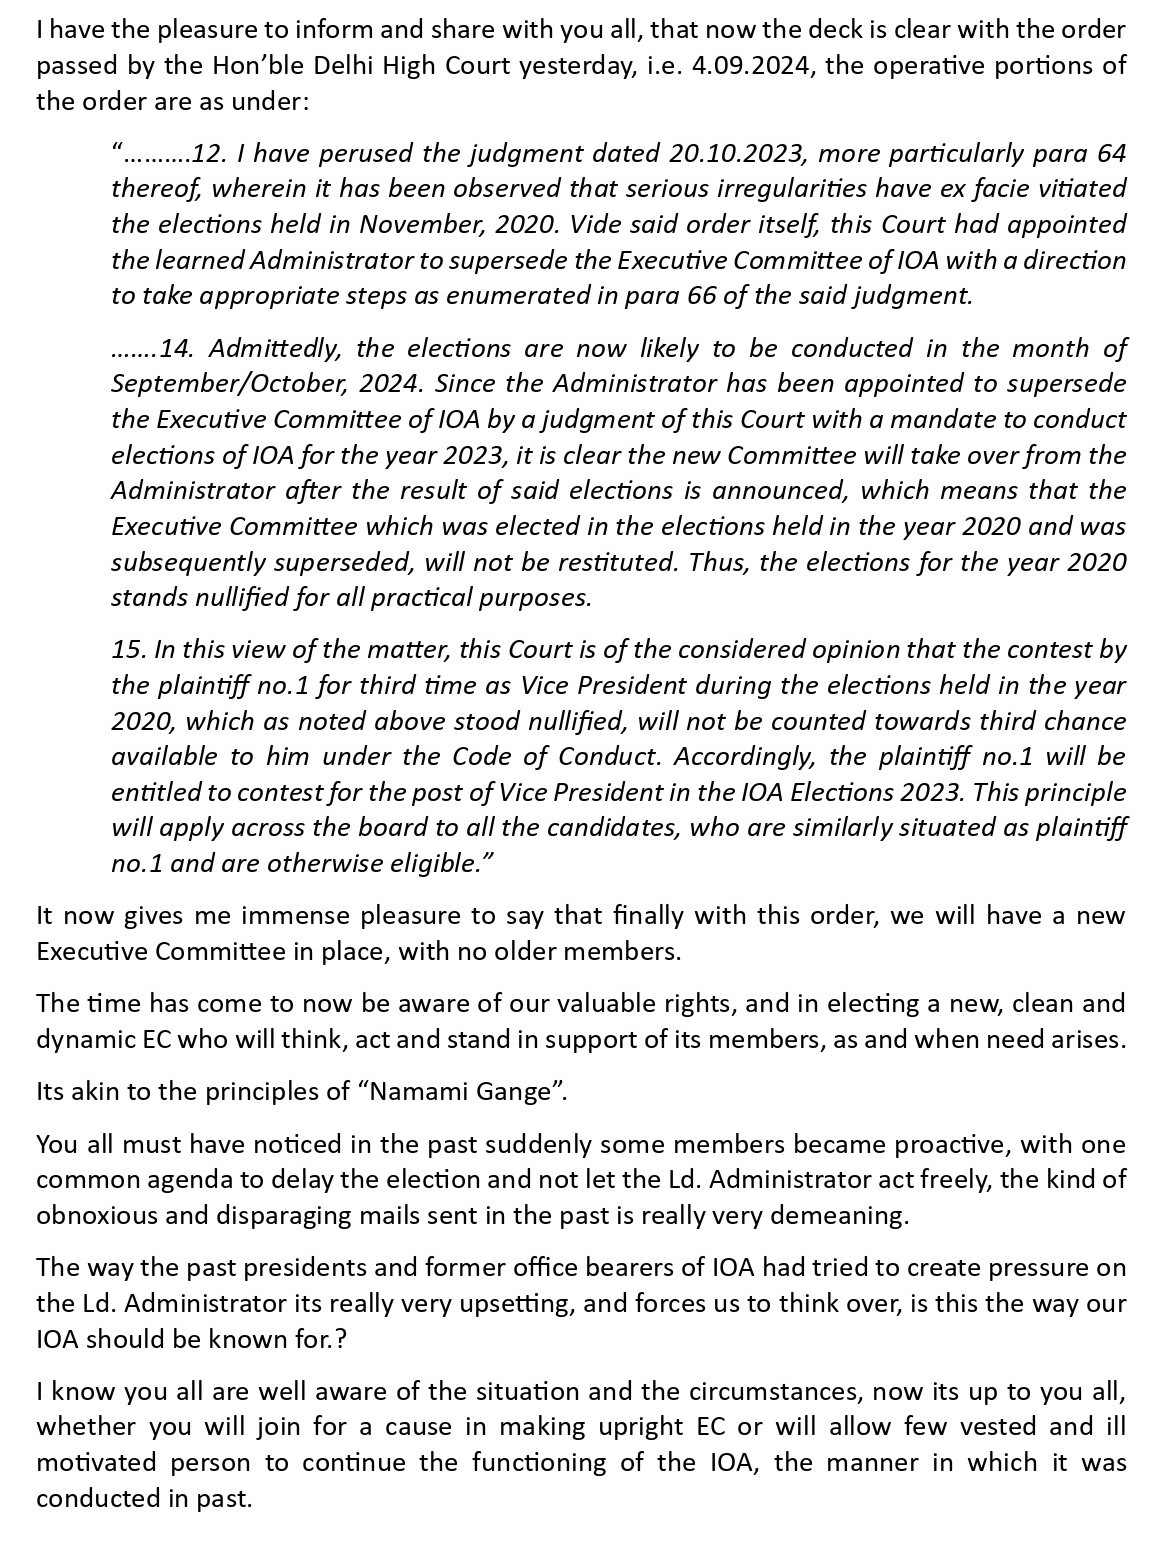 I have the pleasure to inform and share with you all, that now the deck is clear with the order
passed by the Hon’ble Delhi High Court yesterday, i.e. 4.09.2024, the operative portions of
the order are as under:
“……….12. I have perused the judgment dated 20.10.2023, more particularly para 64
thereof, wherein it has been observed that serious irregularities have ex facie vitiated
the elections held in November, 2020. Vide said order itself, this Court had appointed
the learned Administrator to supersede the Executive Committee of IOA with a direction
to take appropriate steps as enumerated in para 66 of the said judgment.
…….14. Admittedly, the elections are now likely to be conducted in the month of
September/October, 2024. Since the Administrator has been appointed to supersede
the Executive Committee of IOA by a judgment of this Court with a mandate to conduct
elections of IOA for the year 2023, it is clear the new Committee will take over from the
Administrator after the result of said elections is announced, which means that the
Executive Committee which was elected in the elections held in the year 2020 and was
subsequently superseded, will not be restituted. Thus, the elections for the year 2020
stands nullified for all practical purposes.
15. In this view of the matter, this Court is of the considered opinion that the contest by
the plaintiff no.1 for third time as Vice President during the elections held in the year
2020, which as noted above stood nullified, will not be counted towards third chance
available to him under the Code of Conduct. Accordingly, the plaintiff no.1 will be
entitled to contest for the post of Vice President in the IOA Elections 2023. This principle
will apply across the board to all the candidates, who are similarly situated as plaintiff
no.1 and are otherwise eligible.”
It now gives me immense pleasure to say that finally with this order, we will have a new
Executive Committee in place, with no older members.
The time has come to now be aware of our valuable rights, and in electing a new, clean and
dynamic EC who will think, act and stand in support of its members, as and when need arises.
Its akin to the principles of “Namami Gange”.
You all must have noticed in the past suddenly some members became proactive, with one
common agenda to delay the election and not let the Ld. Administrator act freely, the kind of
obnoxious and disparaging mails sent in the past is really very demeaning.
The way the past presidents and former office bearers of IOA had tried to create pressure on
the Ld. Administrator its really very upsetting, and forces us to think over, is this the way our
IOA should be known for.?
I know you all are well aware of the situation and the circumstances, now its up to you all,
whether you will join for a cause in making upright EC or will allow few vested and ill
motivated person to continue the functioning of the IOA, the manner in which it was
conducted in past.